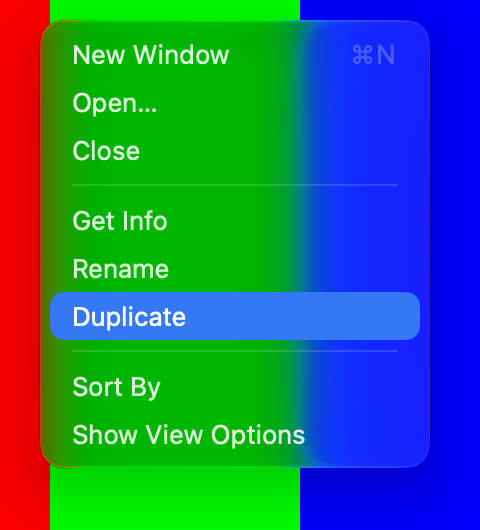 New Window ⌘N
Open...
Close
Get Info
Rename
Duplicate
Sort By
Show View Options